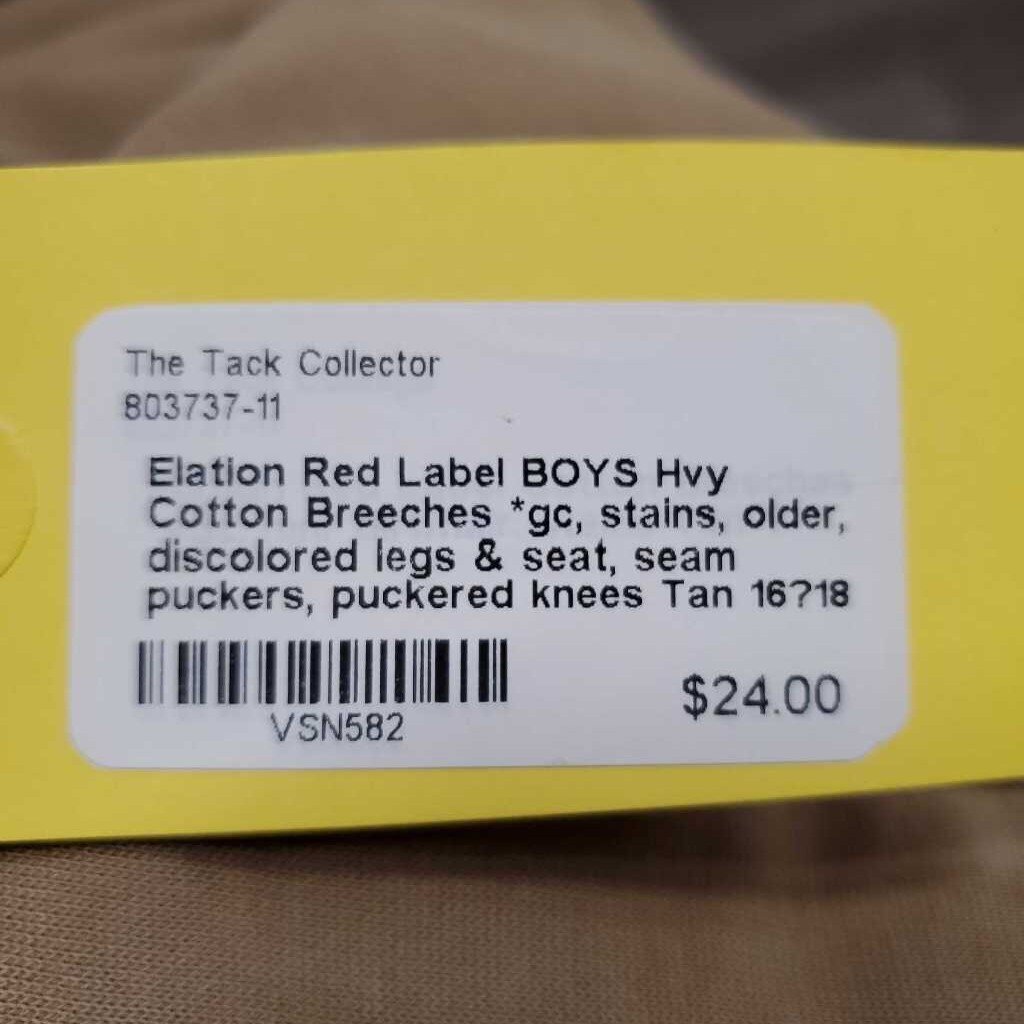 The Tack Collector
803737-11
Elation Red Label BOYS Hvy
Cotton Breeches *gc, stains, older,
discolored legs & seat, seam
puckers, puckered knees Tan 16?18
VSN582
$24.00